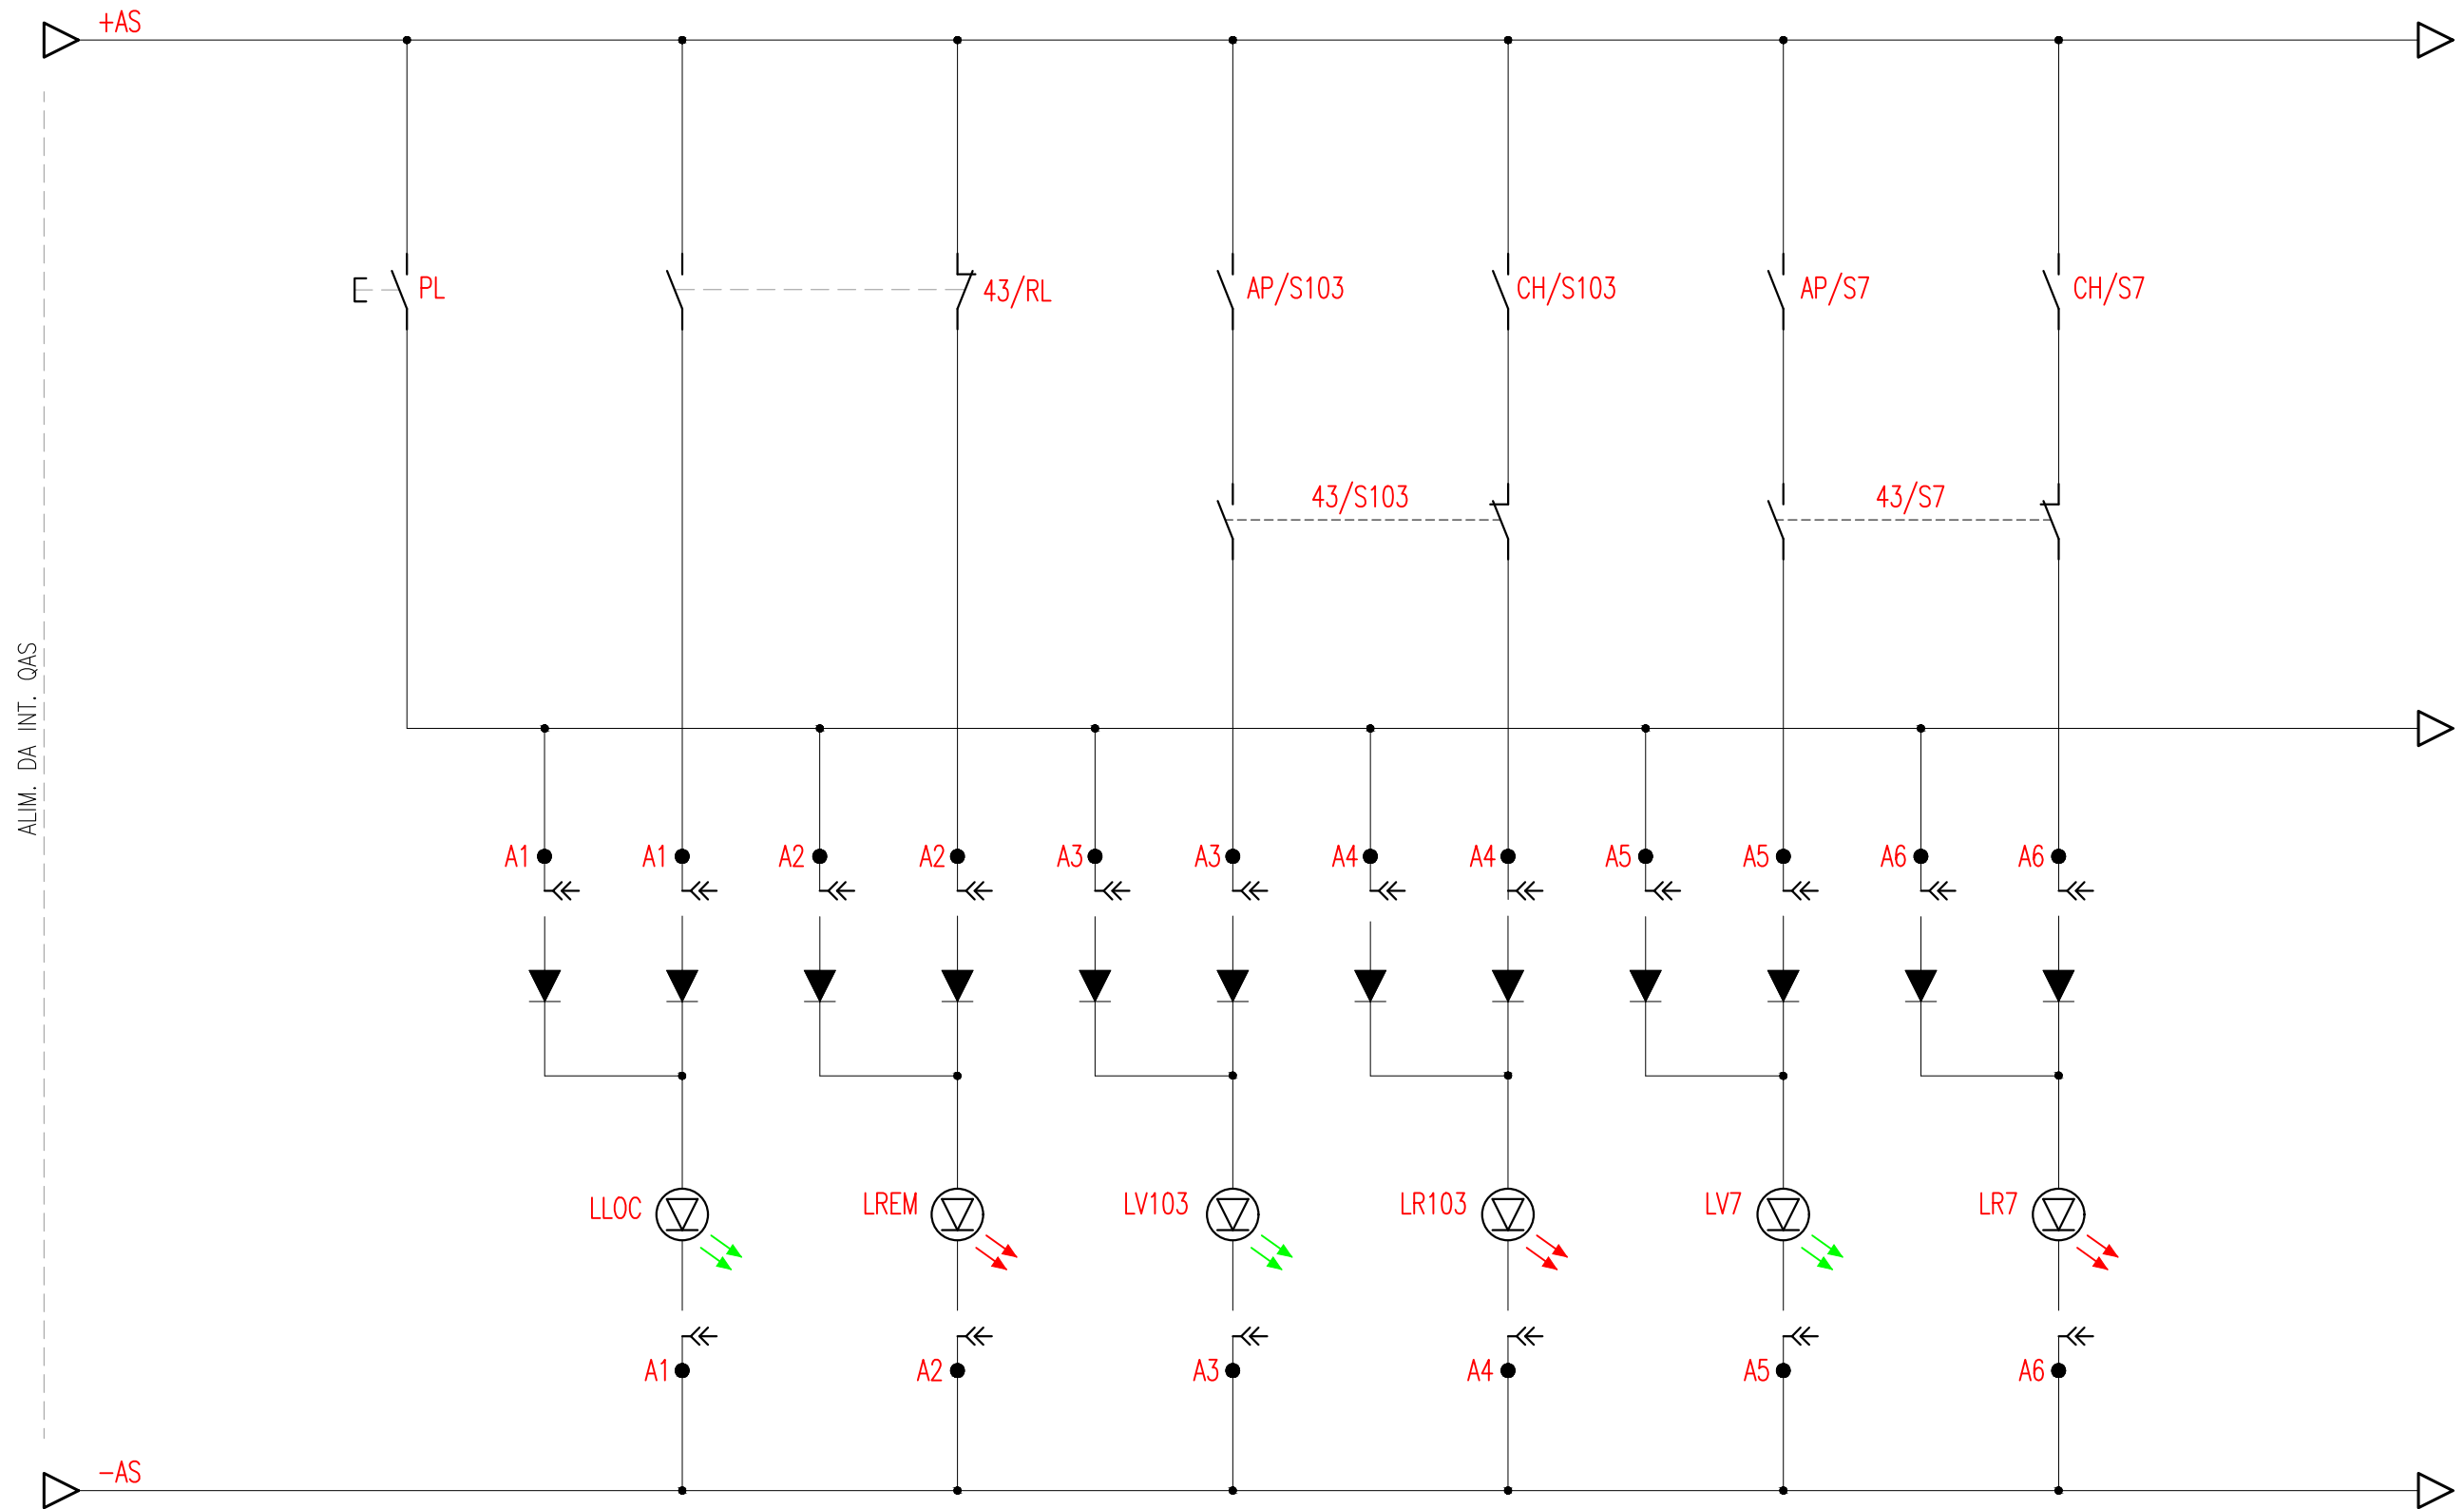 +AS
PL
43/RL
AP/S103
CH/S103
AP/S7
CH/S7
43/S103
43/S7
ALIM. DA INT. QAS
A1
A1
A2
A2
A3
A3
A4
A4
A5
A5
A6
A6
LLOC
LREM
LV103
LR103
LV7
LR7
A1
A2
A3
A4
A5
A6
-AS